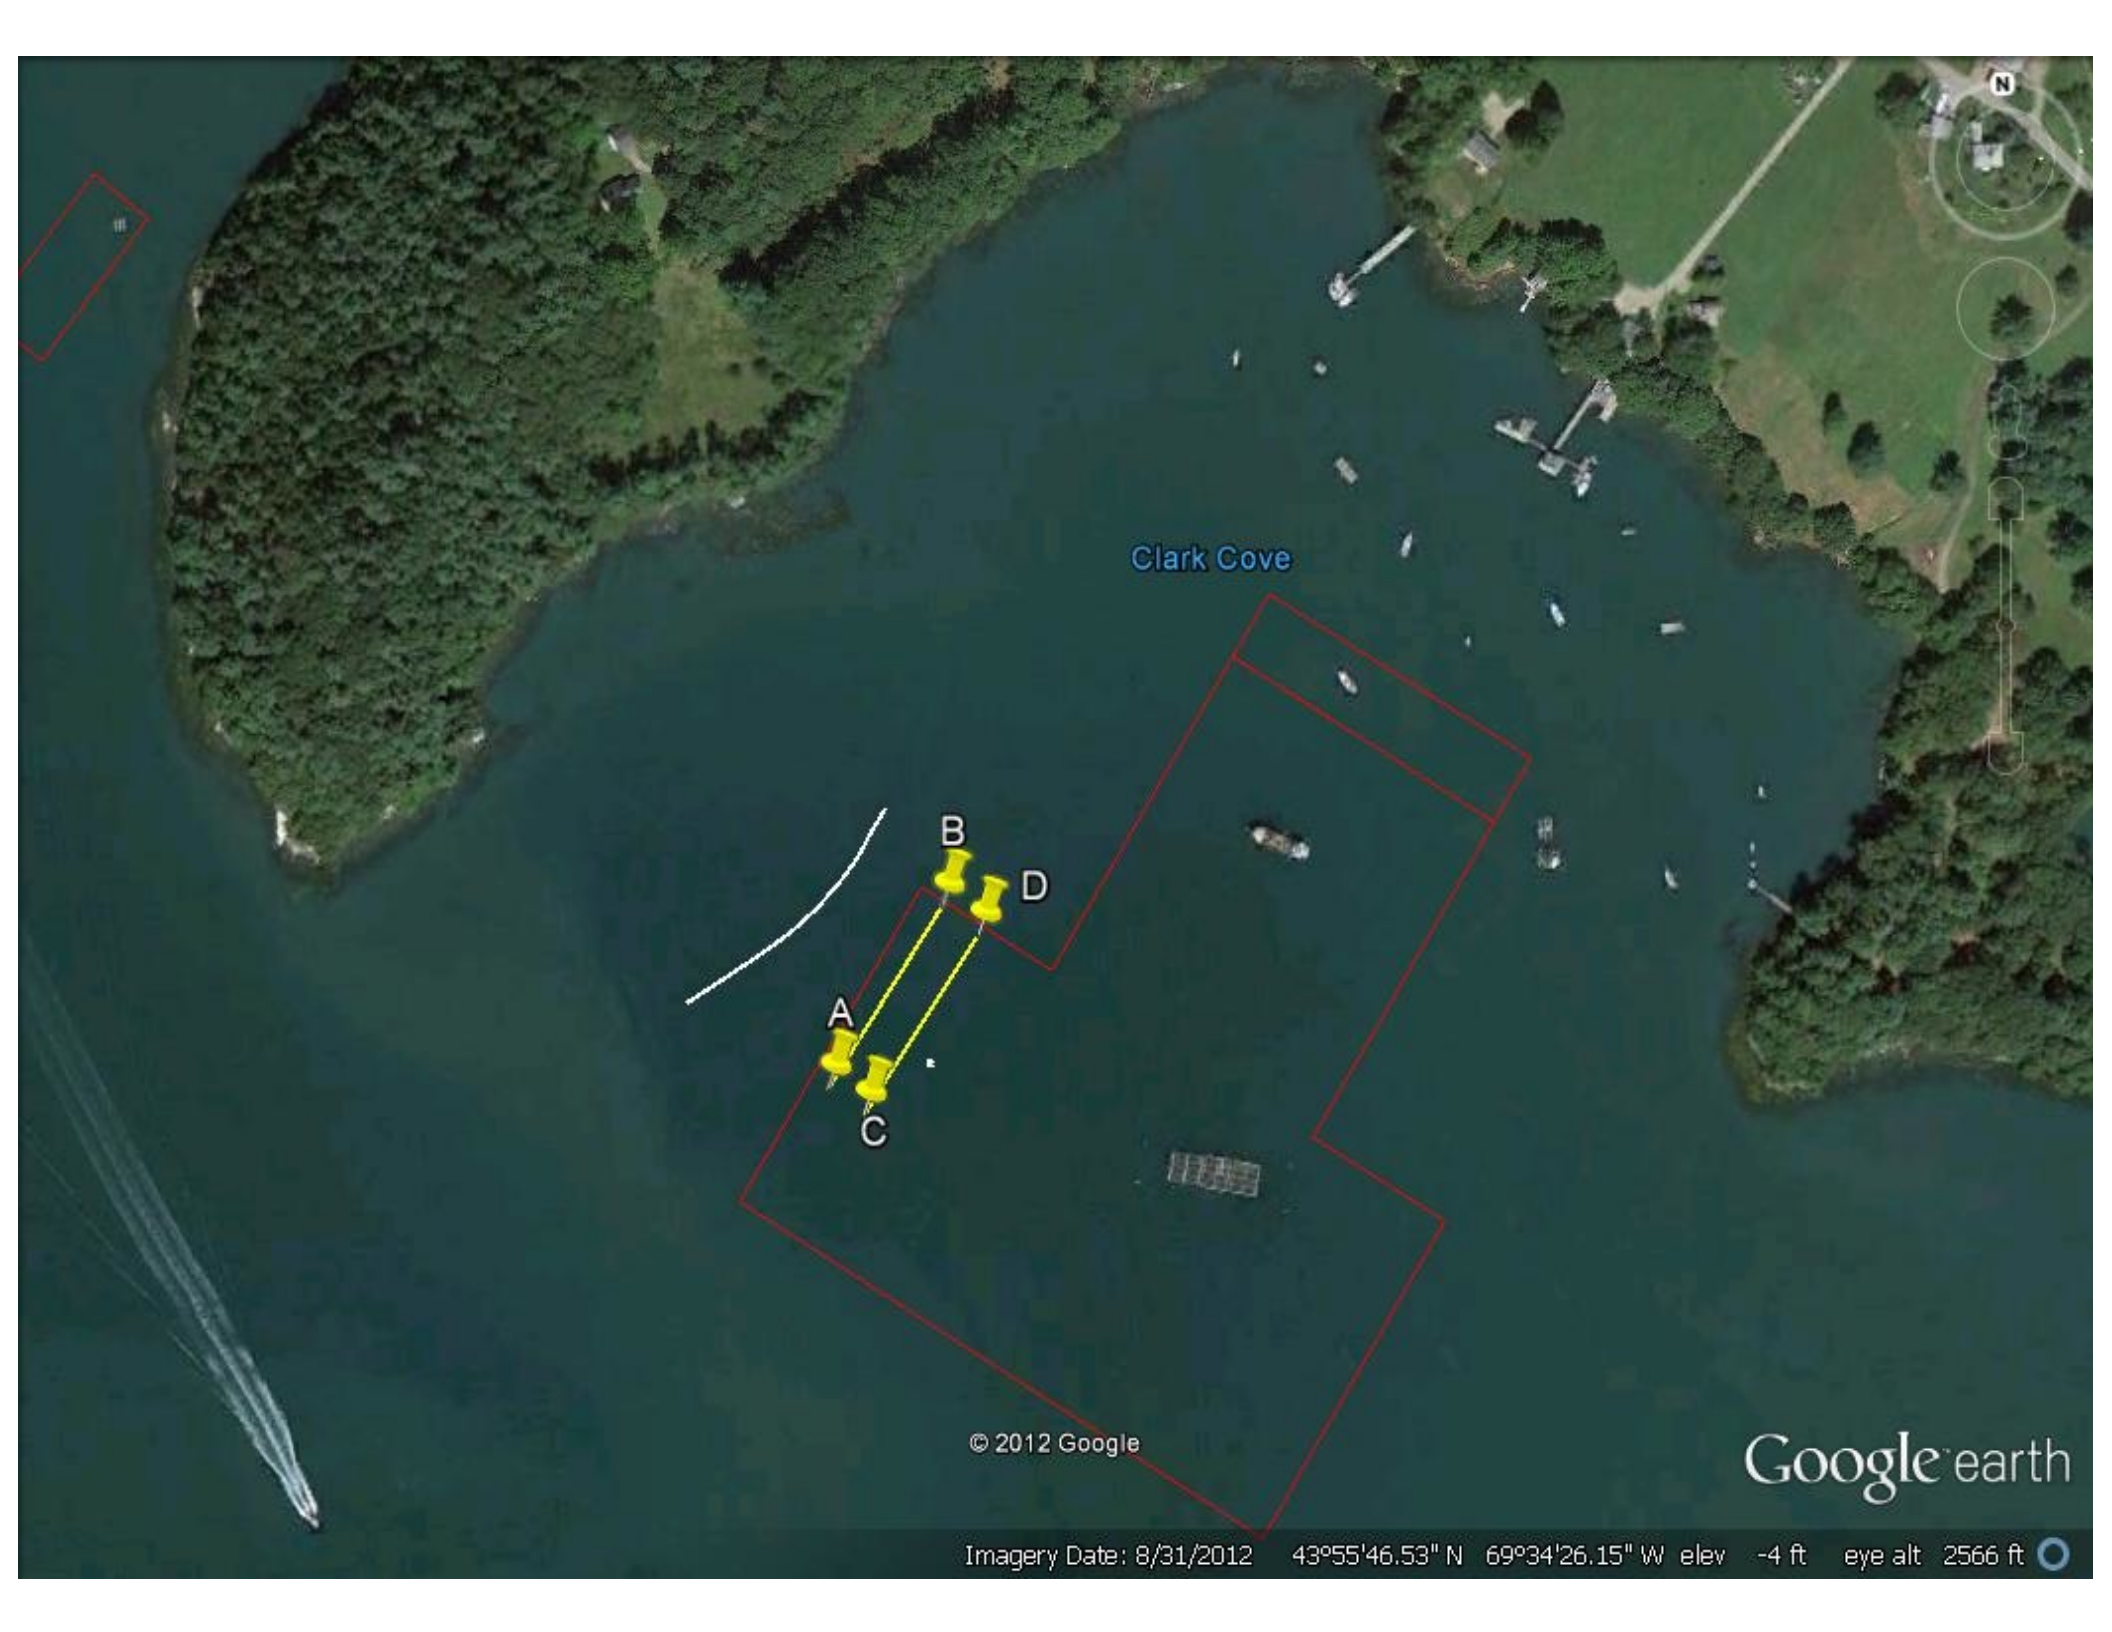 N
Clark Cove
B
D
A
C
© 2012 Google
Google earth
Imagery Date: 8/31/2012 43°55'46.53" N 69°34'26.15" W elev -4 ft eye alt 2566 ft